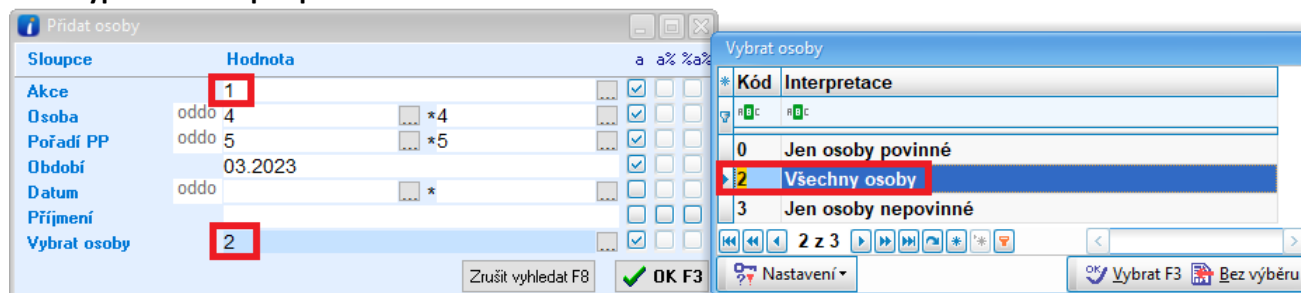 Přidat osoby
Sloupce Hodnota a a% %a%
Akce 1 ...
Osoba oddo 4 ... *4 ...
Pořadí PP oddo 5 ... *5 ...
Období 03.2023
Datum oddo ... * ...
Příjmení
Vybrat osoby 2 ...
Zrušit vyhledat F8 OK F3
Vybrat osoby
* Kód Interpretace
ABC ABC
0 Jen osoby povinné
2 Všechny osoby
3 Jen osoby nepovinné
2 z 3
Nastavení Vybrat F3 Bez výběru